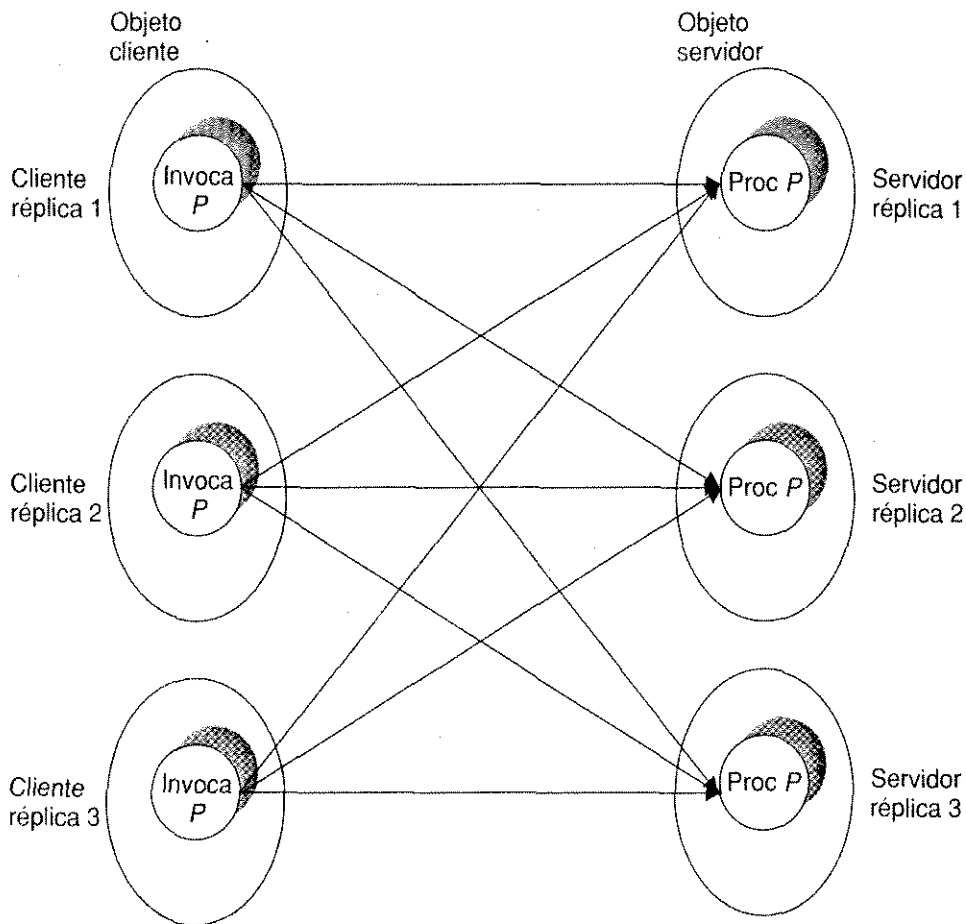 Objeto
cliente
Objeto
servidor
Cliente
réplica 1
Invoca
P
Proc P
Servidor
réplica 1
Cliente
réplica 2
Invoca
P
Proc P
Servidor
réplica 2
Cliente
réplica 3
Invoca
P
Proc P
Servidor
réplica 3